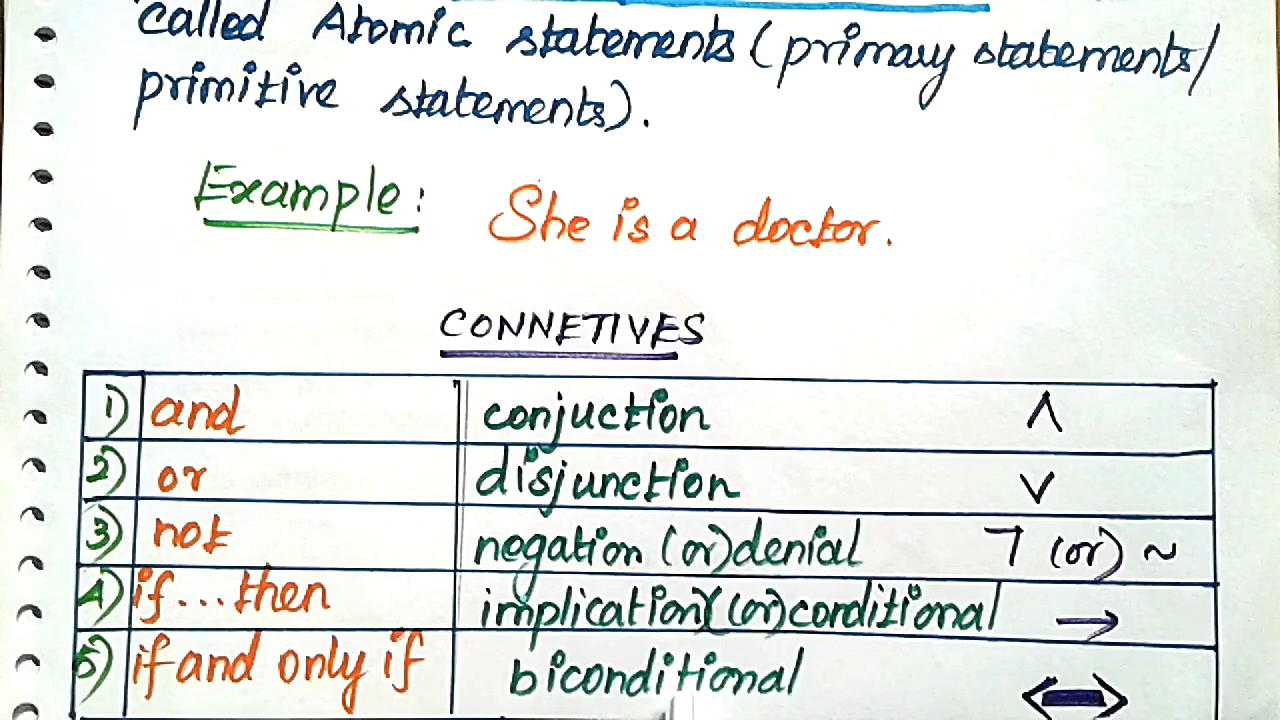 called Atomic statements (primary statements/
primitive statements).
Example: She is a doctor.
CONNETIVES
1) and conjuction ∧
2) or disjunction ∨
3) not negation (or) denial ¬ (or) ~
4) if...then implication (or) conditional →
5) if and only if biconditional ⟺